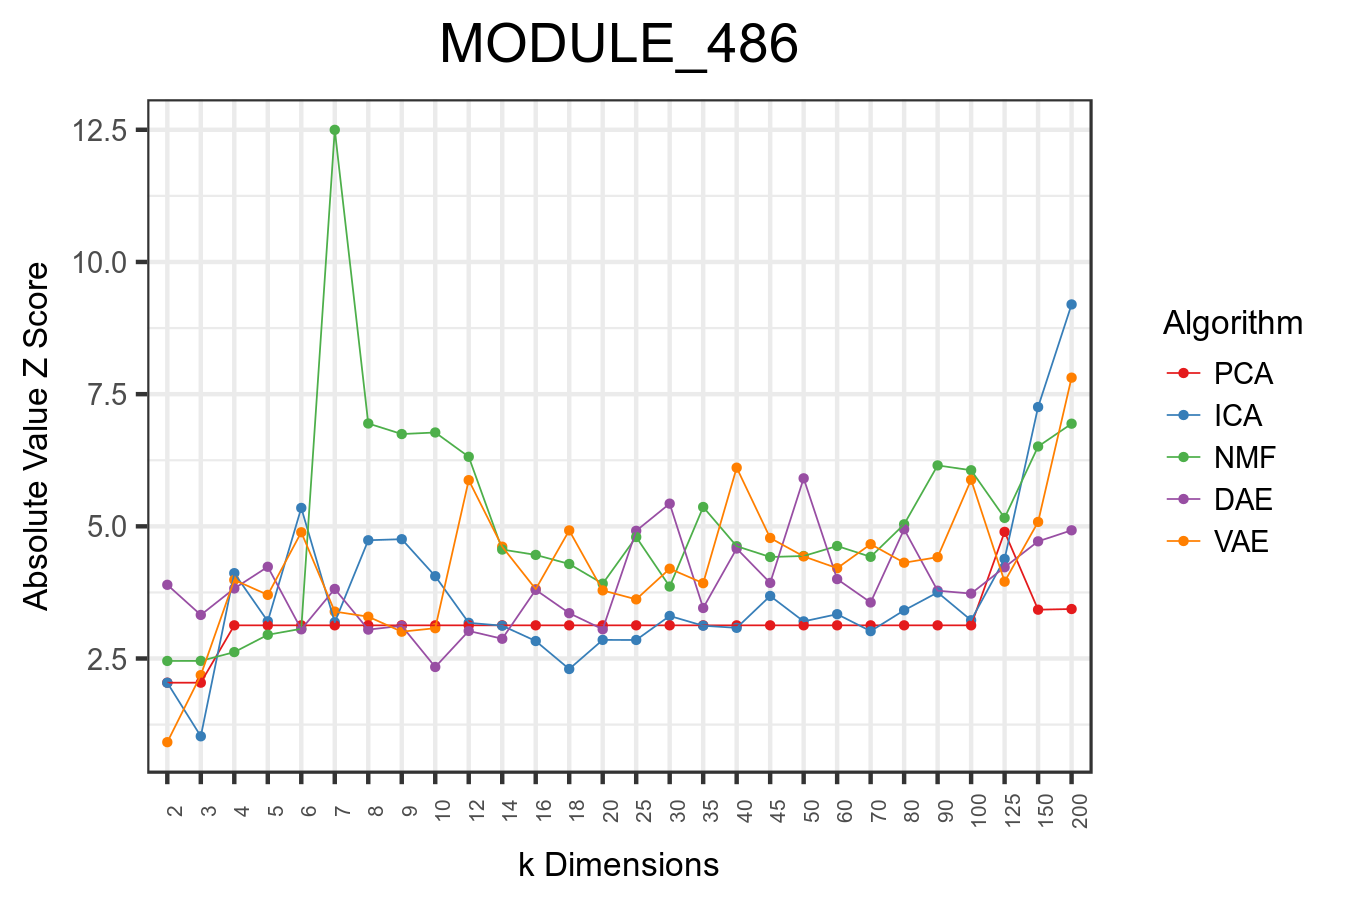 MODULE_486
12.5
10.0
7.5
5.0
2.5
Absolute Value Z Score
2 3 4 5 6 7 8 9 10 12 14 16 18 20 25 30 35 40 45 50 60 70 80 90 100 125 150 200
k Dimensions
Algorithm
PCA
ICA
NMF
DAE
VAE